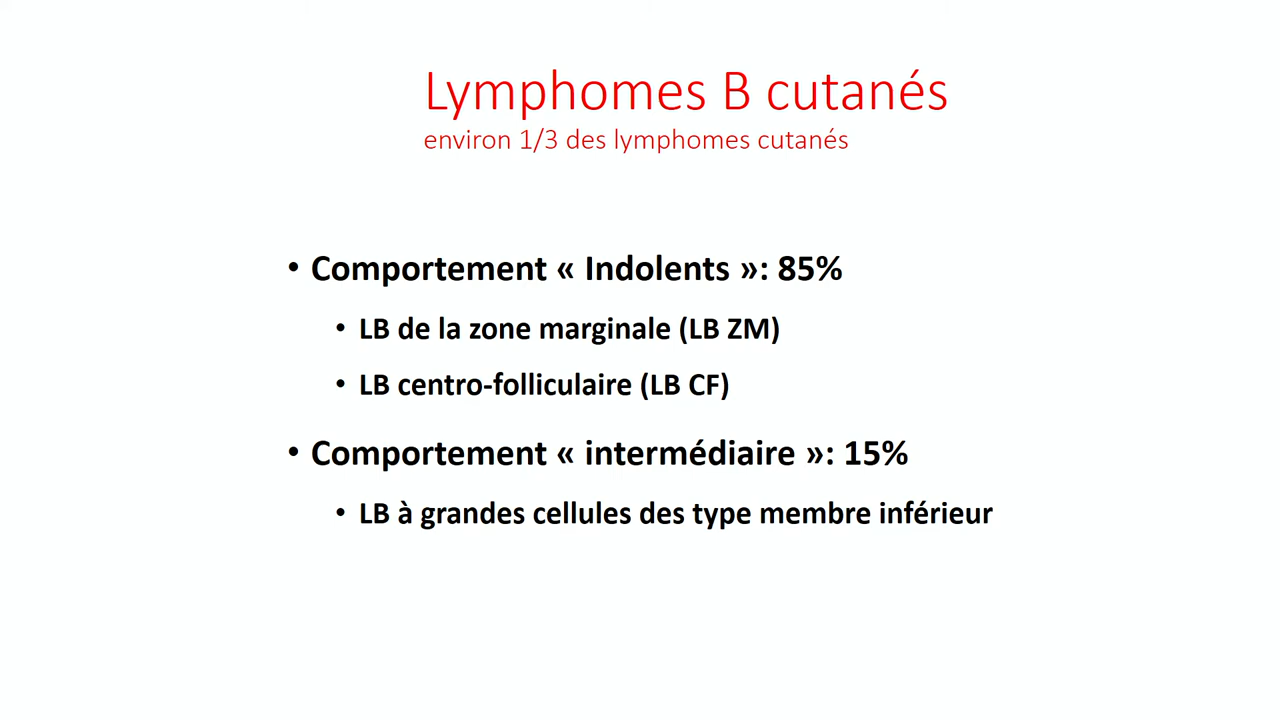 Lymphomes B cutanés
environ 1/3 des lymphomes cutanés
• Comportement « Indolents »: 85%
• LB de la zone marginale (LB ZM)
• LB centro-folliculaire (LB CF)
• Comportement « intermédiaire »: 15%
• LB à grandes cellules des type membre inférieur